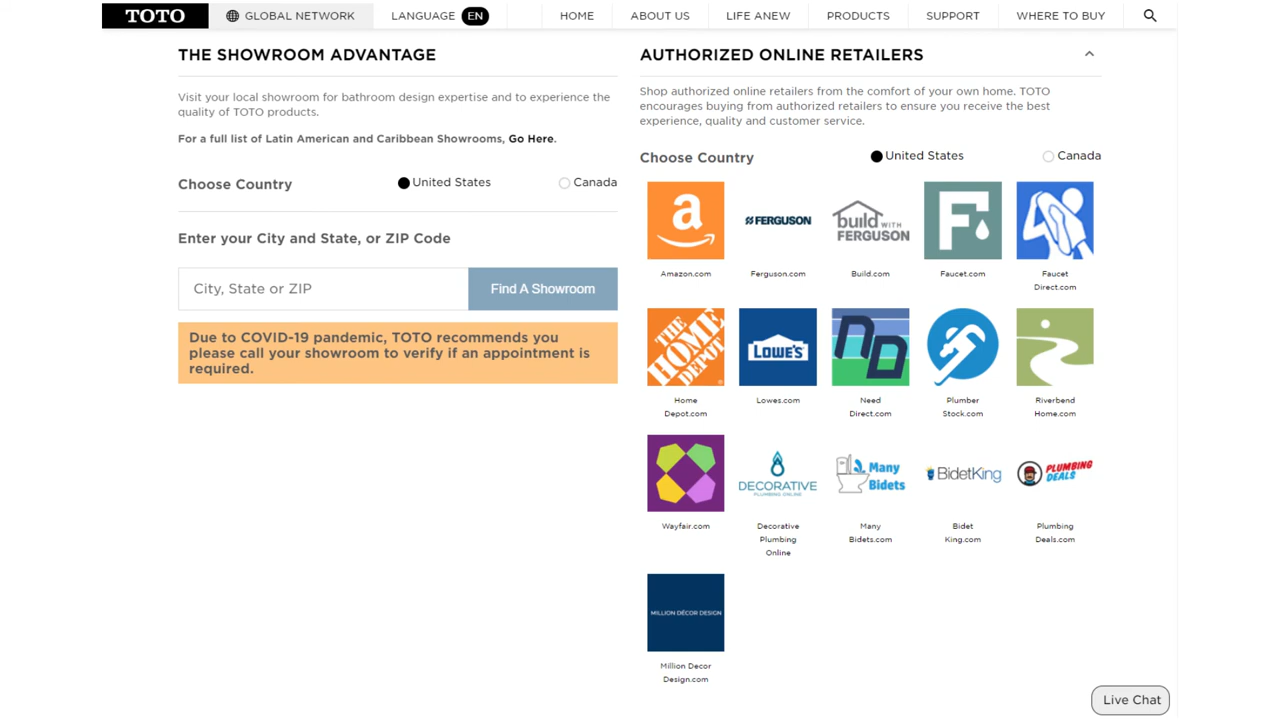 TOTO
GLOBAL NETWORK
LANGUAGE EN
HOME
ABOUT US
LIFE ANEW
PRODUCTS
SUPPORT
WHERE TO BUY
THE SHOWROOM ADVANTAGE
Visit your local showroom for bathroom design expertise and to experience the
quality of TOTO products.
For a full list of Latin American and Caribbean Showrooms, Go Here.
Choose Country
United States
Canada
Enter your City and State, or ZIP Code
City, State or ZIP
Find A Showroom
Due to COVID-19 pandemic, TOTO recommends you
please call your showroom to verify if an appointment is
required.
AUTHORIZED ONLINE RETAILERS
Shop authorized online retailers from the comfort of your own home. TOTO
encourages buying from authorized retailers to ensure you receive the best
experience, quality and customer service.
Choose Country
United States
Canada
a
Amazon.com
FERGUSON
Ferguson.com
build WITH
FERGUSON
Build.com
F
Faucet.com
Faucet
Direct.com
THE
HOME
DEPOT
Home
Depot.com
LOWE'S
Lowes.com
ND
Need
Direct.com
Plumber
Stock.com
Riverbend
Home.com
Wayfair.com
DECORATIVE
PLUMBING ONLINE
Decorative
Plumbing
Online
Many
Bidets
Many
Bidets.com
BidetKing
Bidet
King.com
PLUMBING
DEALS
Plumbing
Deals.com
MILLION DÉCOR DESIGN
Million Decor
Design.com
Live Chat